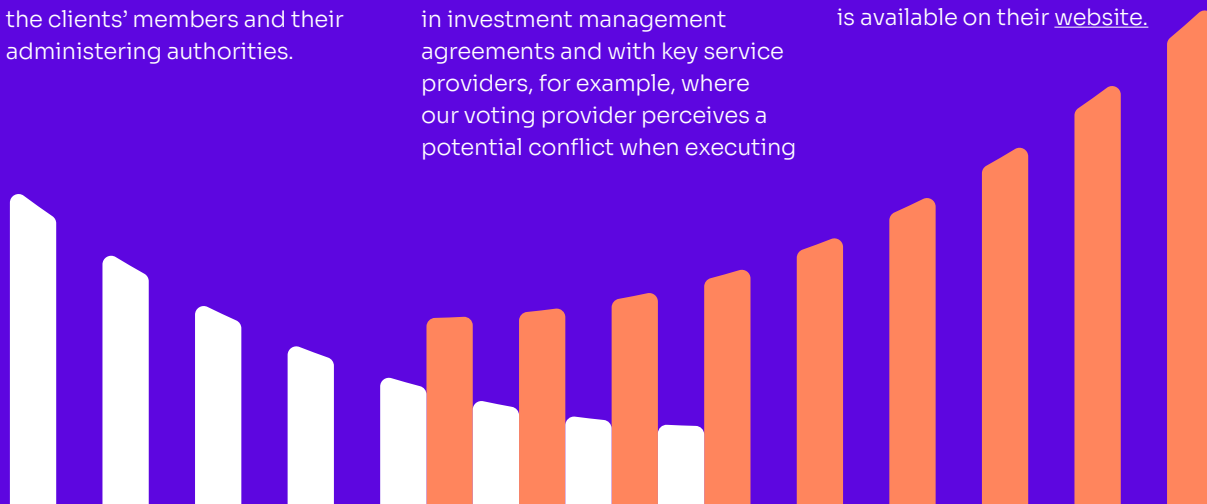 the clients’ members and their
administering authorities.
in investment management
agreements and with key service
providers, for example, where
our voting provider perceives a
potential conflict when executing
is available on their website.